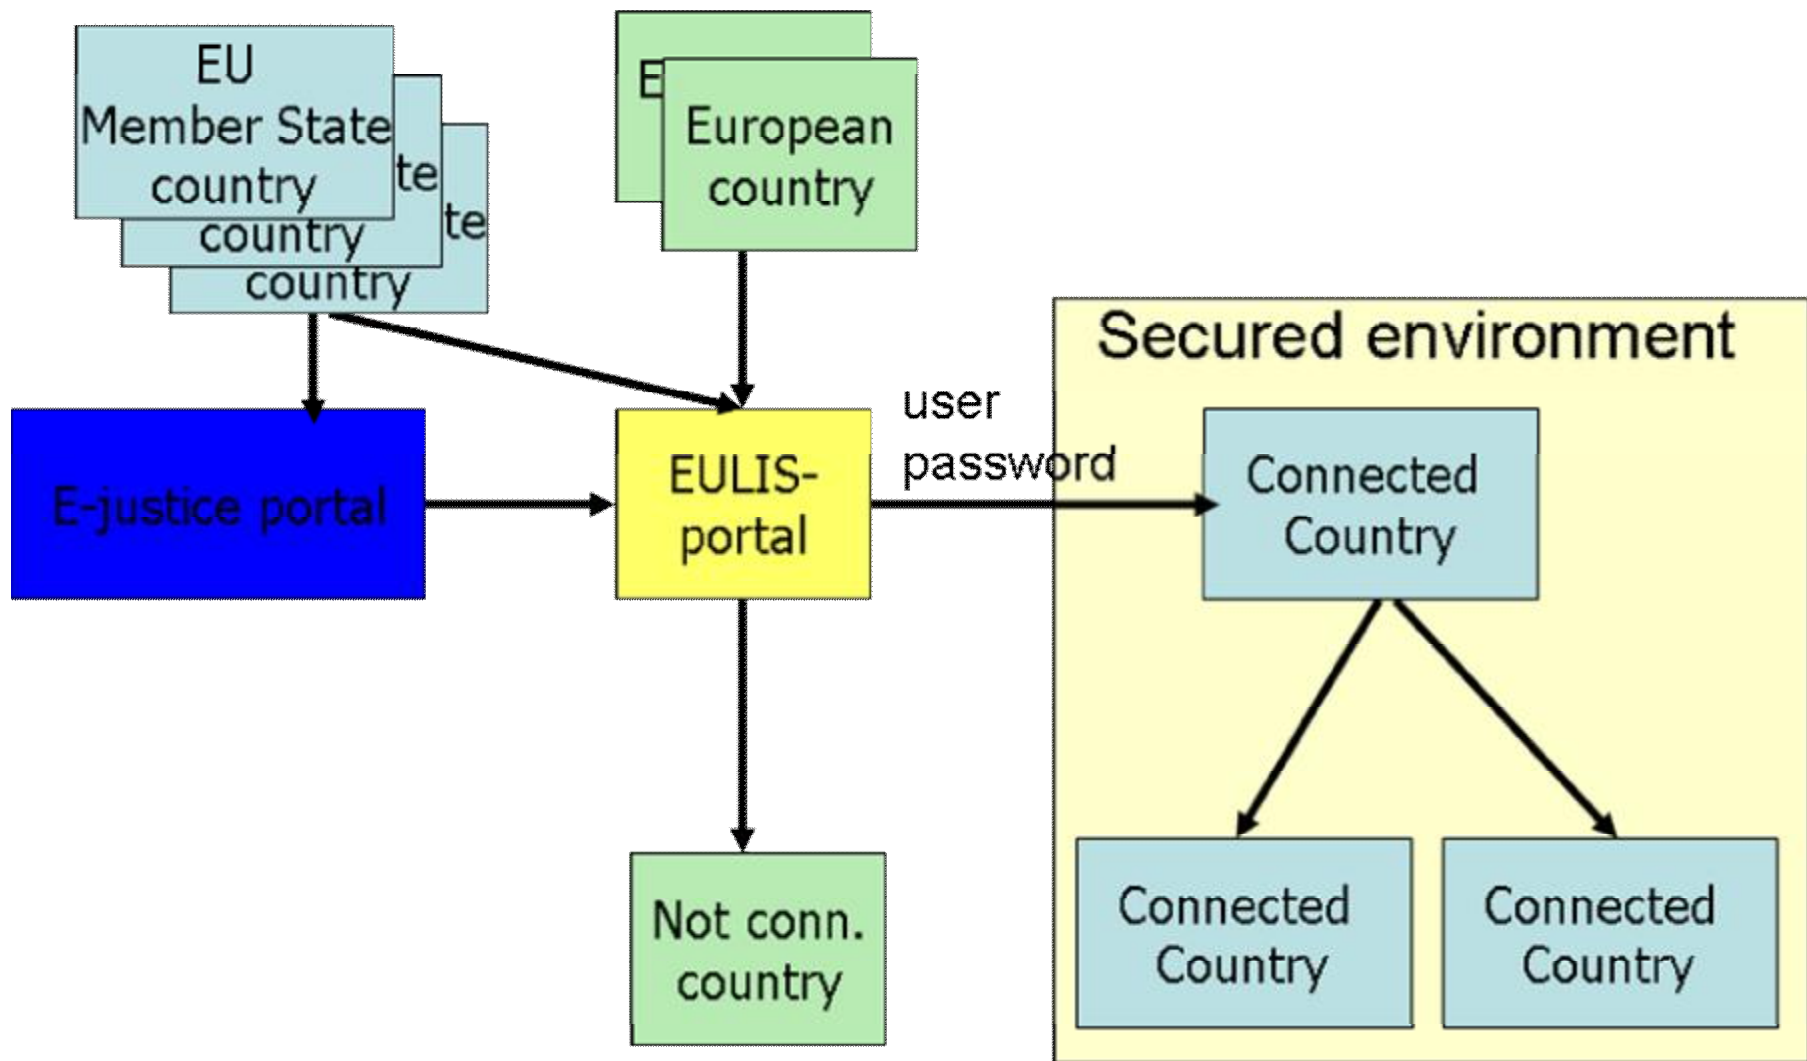 EU
Member State
country
te
country
te
country
E
European
country
Secured environment
user
password
E-justice portal
EULIS-
portal
Connected
Country
Not conn.
country
Connected
Country
Connected
Country